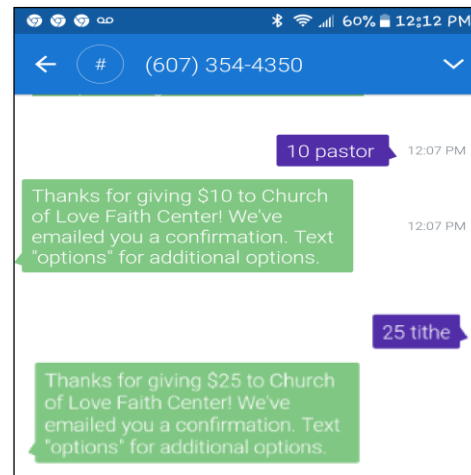 60% 12:12 PM
# (607) 354-4350
10 pastor 12:07 PM
Thanks for giving $10 to Church
of Love Faith Center! We've
emailed you a confirmation. Text
"options" for additional options.
12:07 PM
25 tithe
Thanks for giving $25 to Church
of Love Faith Center! We've
emailed you a confirmation. Text
"options" for additional options.